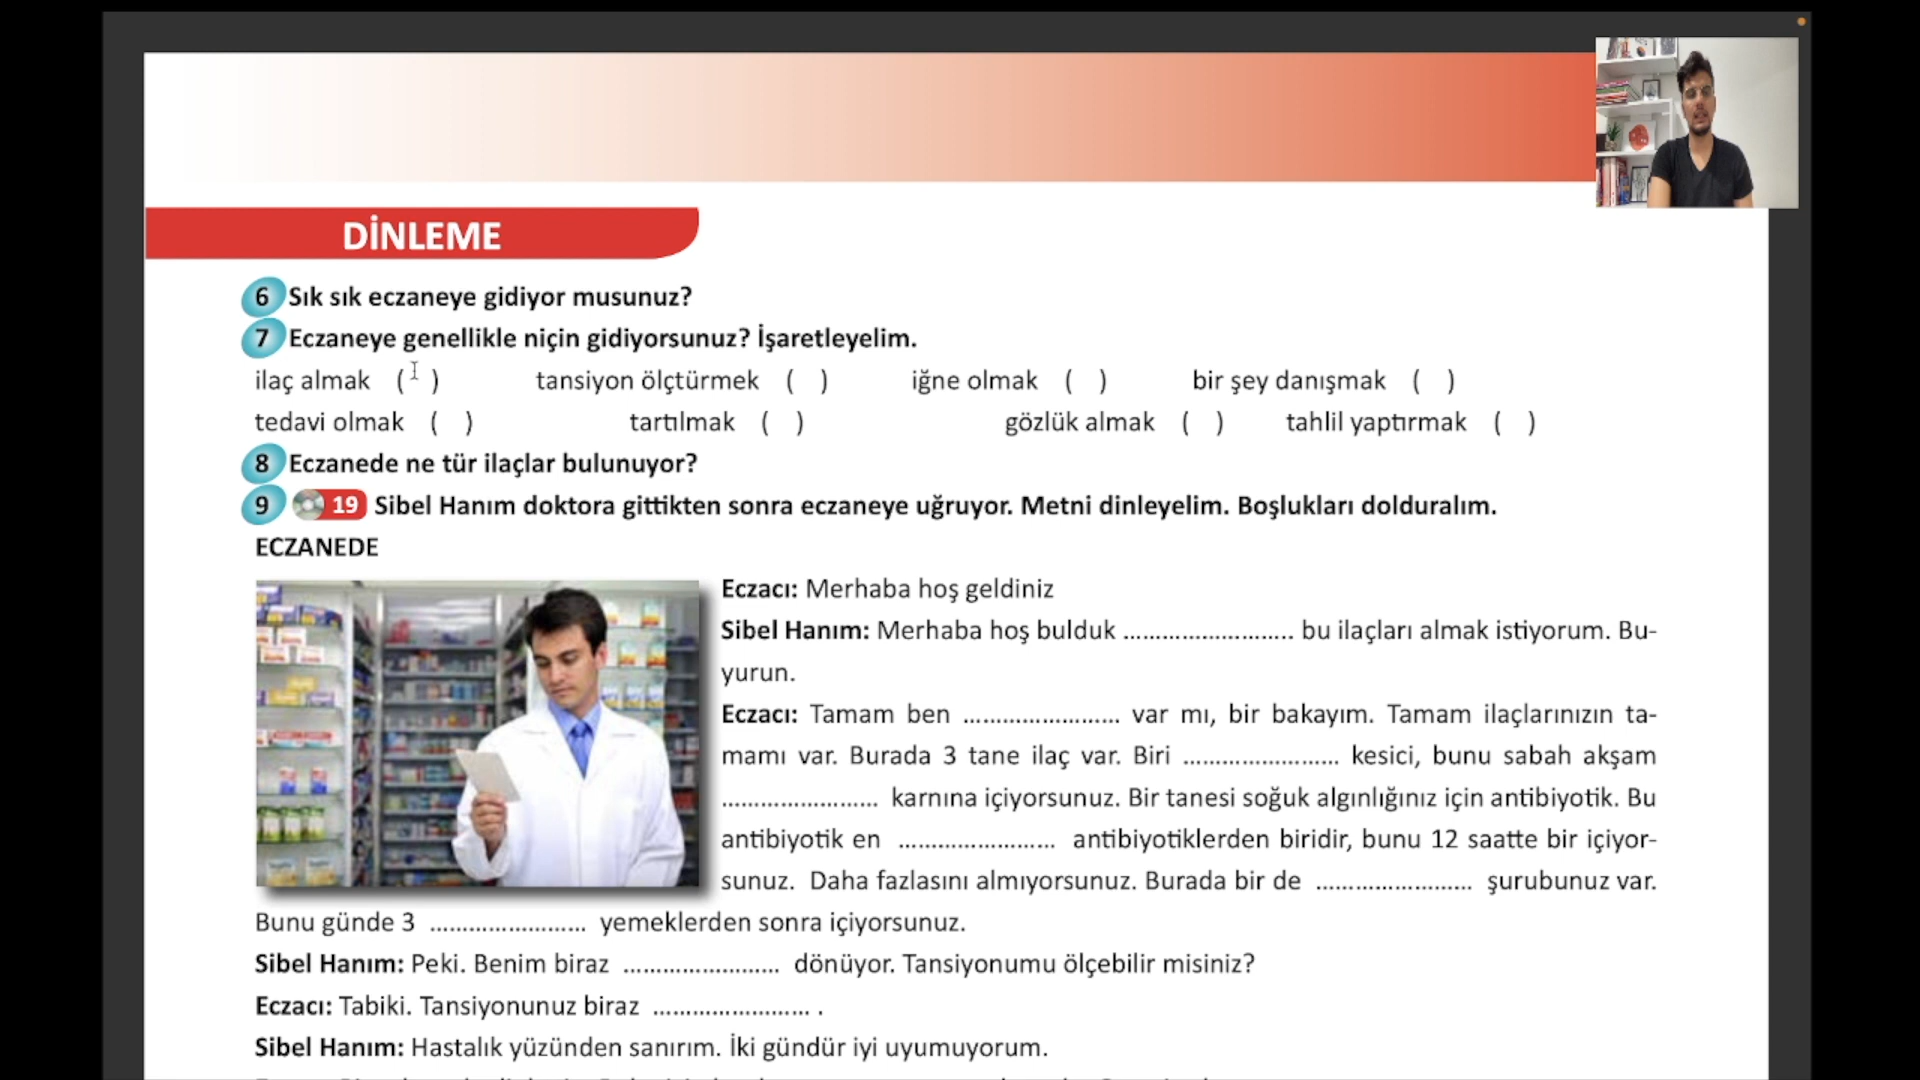 DİNLEME
6 Sık sık eczaneye gidiyor musunuz?
7 Eczaneye genellikle niçin gidiyorsunuz? İşaretleyelim.
ilaç almak ( ) tansiyon ölçtürmek ( ) iğne olmak ( ) bir şey danışmak ( )
tedavi olmak ( ) tartılmak ( ) gözlük almak ( ) tahlil yaptırmak ( )
8 Eczanede ne tür ilaçlar bulunuyor?
9 19 Sibel Hanım doktora gittikten sonra eczaneye uğruyor. Metni dinleyelim. Boşlukları dolduralım.
ECZANEDE
Eczacı: Merhaba hoş geldiniz
Sibel Hanım: Merhaba hoş bulduk .......................... bu ilaçları almak istiyorum. Bu-
yurun.
Eczacı: Tamam ben ........................ var mı, bir bakayım. Tamam ilaçlarınızın ta-
mamı var. Burada 3 tane ilaç var. Biri ........................ kesici, bunu sabah akşam
........................ karnına içiyorsunuz. Bir tanesi soğuk algınlığınız için antibiyotik. Bu
antibiyotik en ........................ antibiyotiklerden biridir, bunu 12 saatte bir içiyor-
sunuz. Daha fazlasını almıyorsunuz. Burada bir de ........................ şurubunuz var.
Bunu günde 3 ........................ yemeklerden sonra içiyorsunuz.
Sibel Hanım: Peki. Benim biraz ........................ dönüyor. Tansiyonumu ölçebilir misiniz?
Eczacı: Tabiki. Tansiyonunuz biraz ........................ .
Sibel Hanım: Hastalık yüzünden sanırım. İki gündür iyi uyumuyorum.